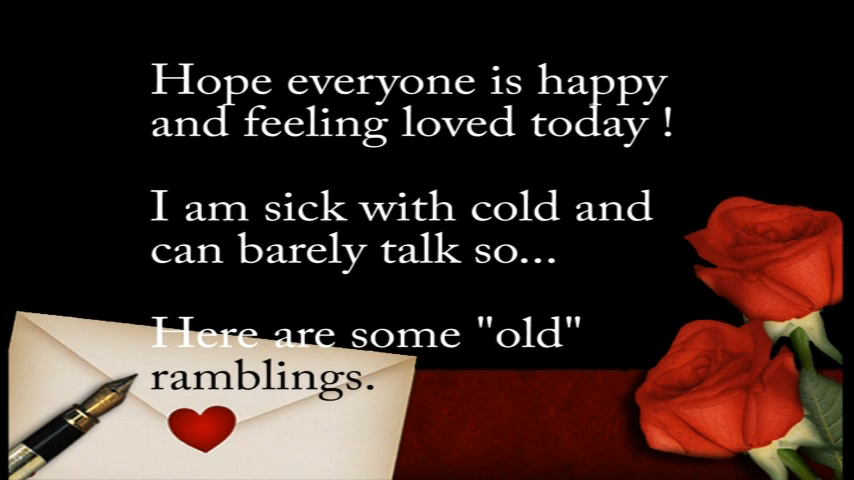 Hope everyone is happy
and feeling loved today !
I am sick with cold and
can barely talk so...
Here are some "old"
ramblings.